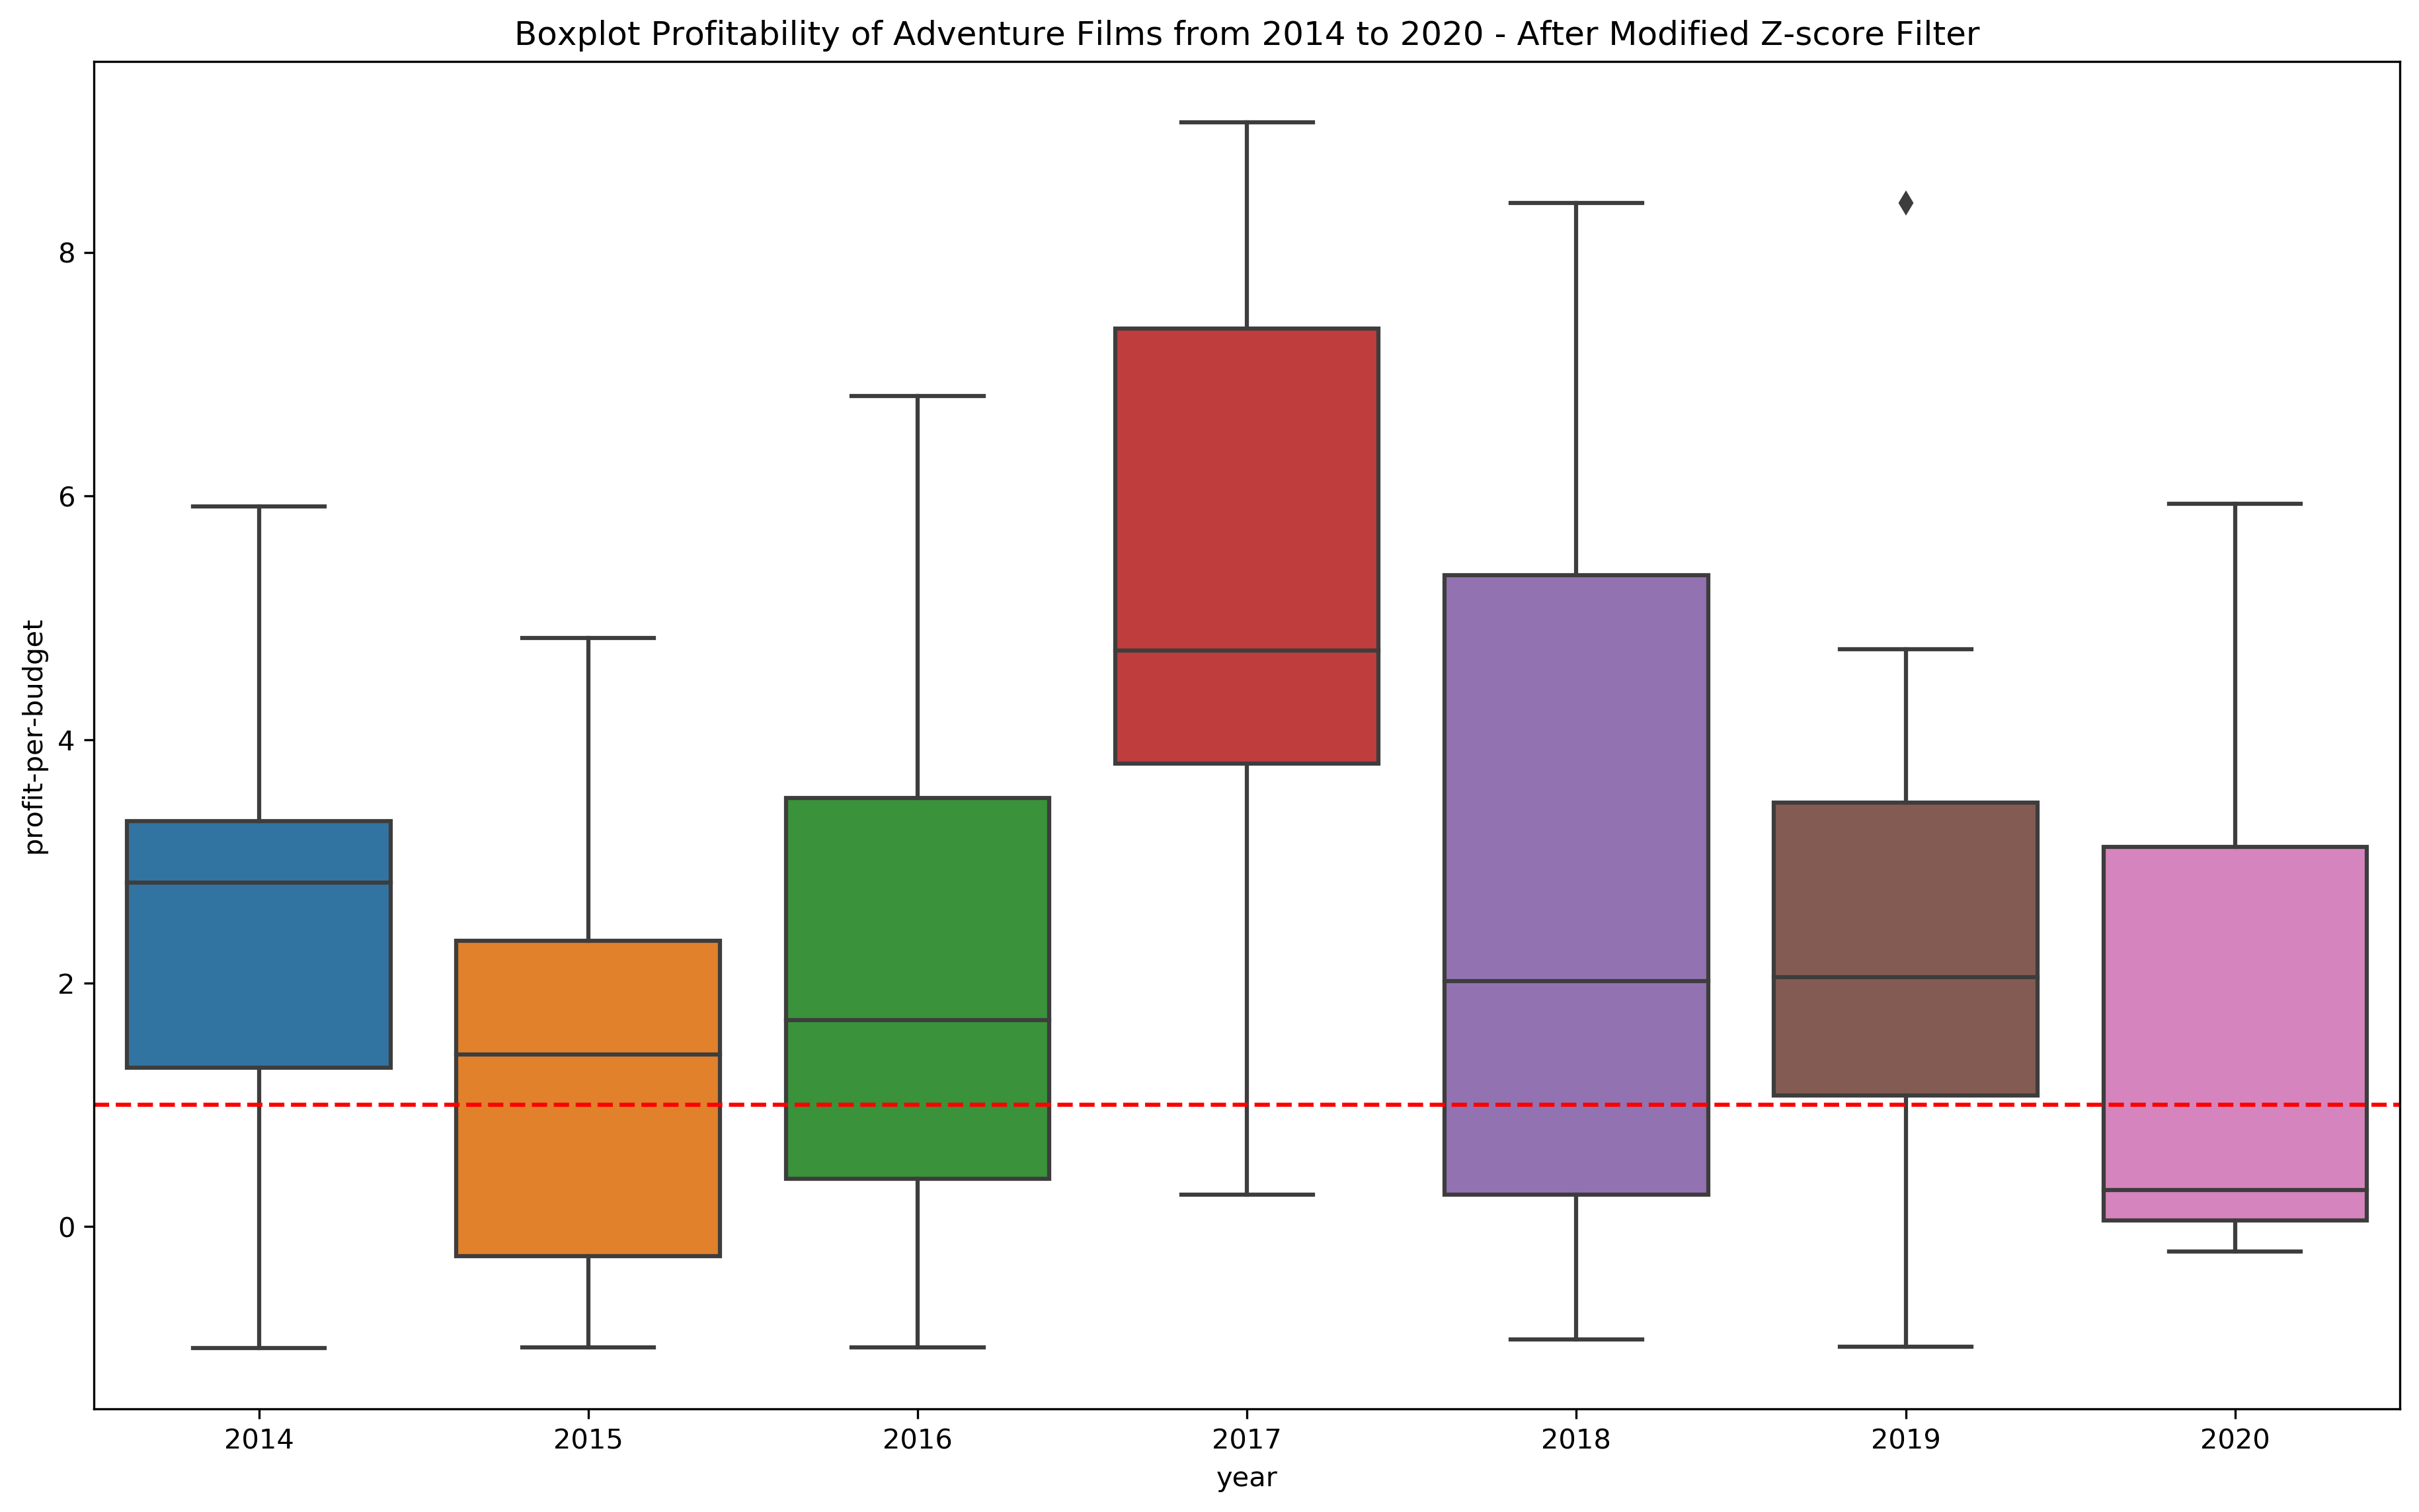 Boxplot Profitability of Adventure Films from 2014 to 2020 - After Modified Z-score Filter
profit-per-budget
8
6
4
2
0
2014 2015 2016 2017 2018 2019 2020
year